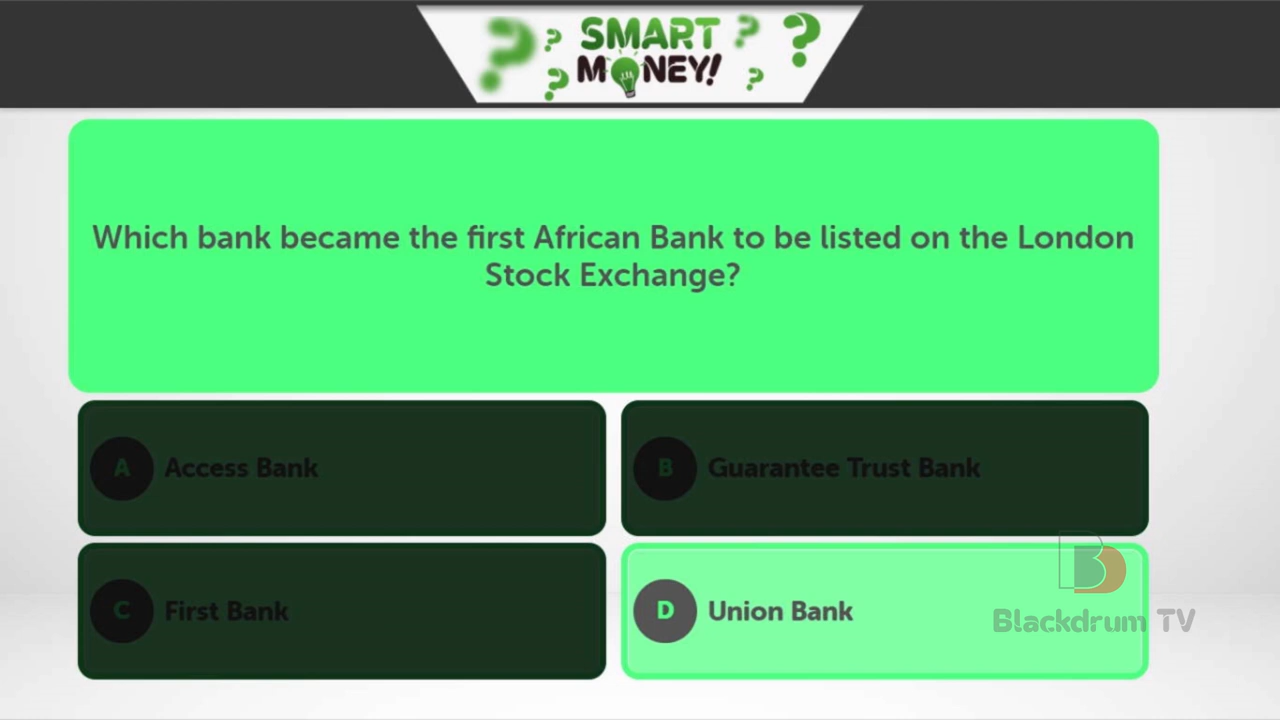 SMART
MONEY!
Which bank became the first African Bank to be listed on the London
Stock Exchange?
A Access Bank
B Guarantee Trust Bank
C First Bank
D Union Bank
Blackdrum TV